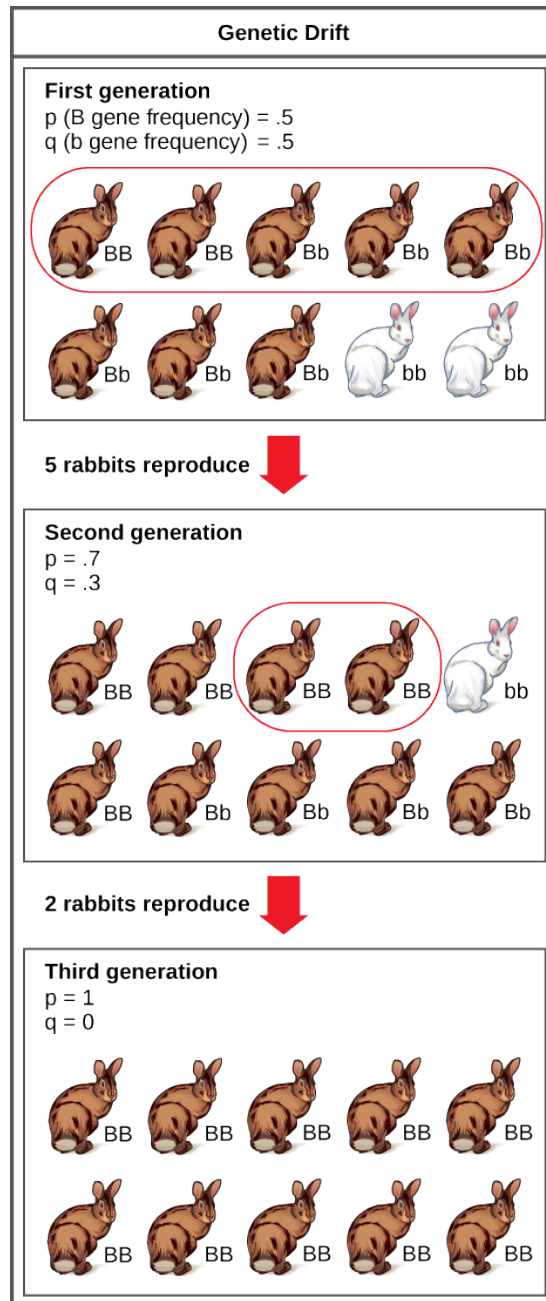 Genetic Drift
First generation
p (B gene frequency) = .5
q (b gene frequency) = .5
BB BB Bb Bb Bb
Bb Bb Bb bb bb
5 rabbits reproduce
Second generation
p = .7
q = .3
BB BB BB BB bb
BB Bb Bb Bb Bb
2 rabbits reproduce
Third generation
p = 1
q = 0
BB BB BB BB BB
BB BB BB BB BB